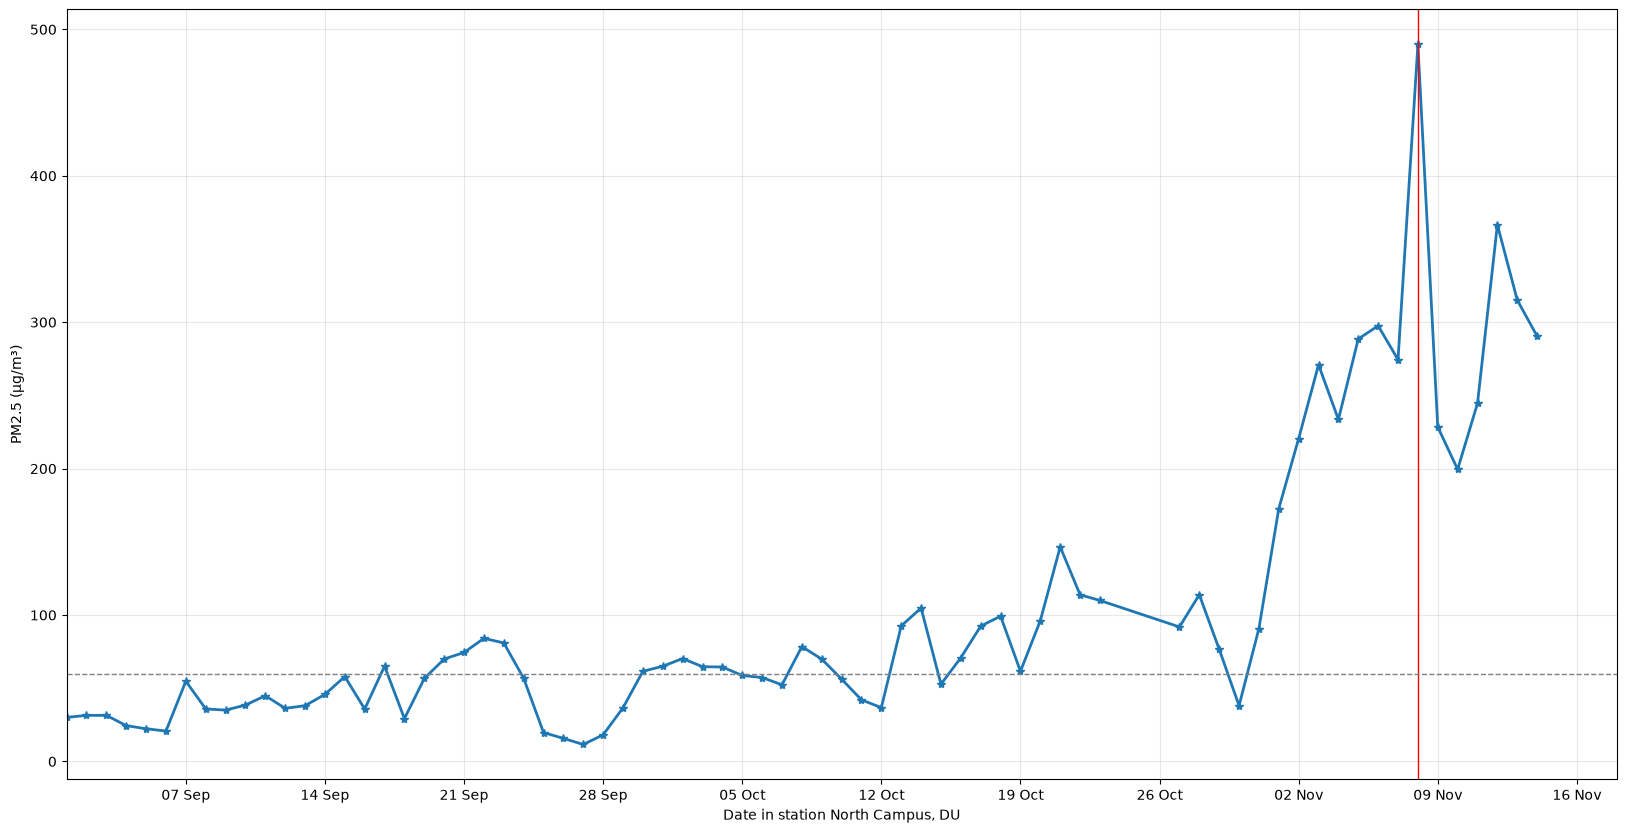 500
400
300
200
100
0
PM2.5 (µg/m³)
07 Sep 14 Sep 21 Sep 28 Sep 05 Oct 12 Oct 19 Oct 26 Oct 02 Nov 09 Nov 16 Nov
Date in station North Campus, DU